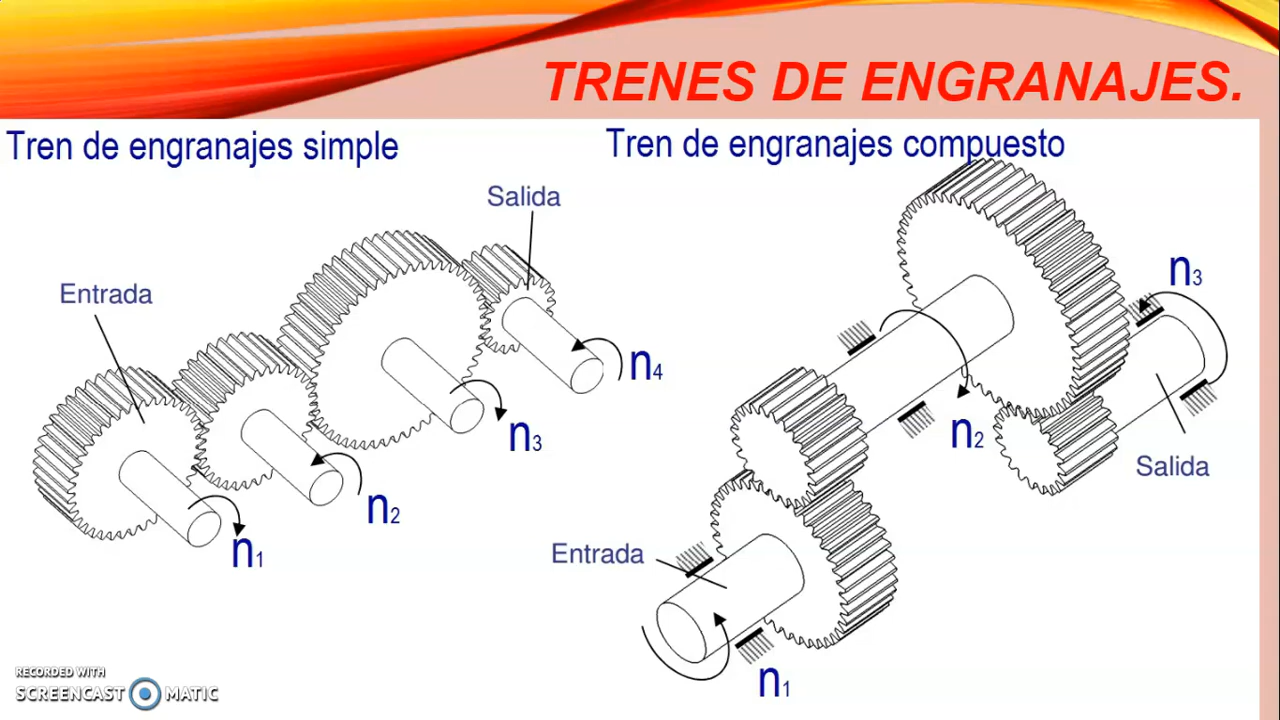 TRENES DE ENGRANAJES.
Tren de engranajes simple
Tren de engranajes compuesto
Salida
Entrada
n4
n3
n2
n1
n3
n2
Salida
Entrada
n1
RECORDED WITH
SCREENCAST MATIC